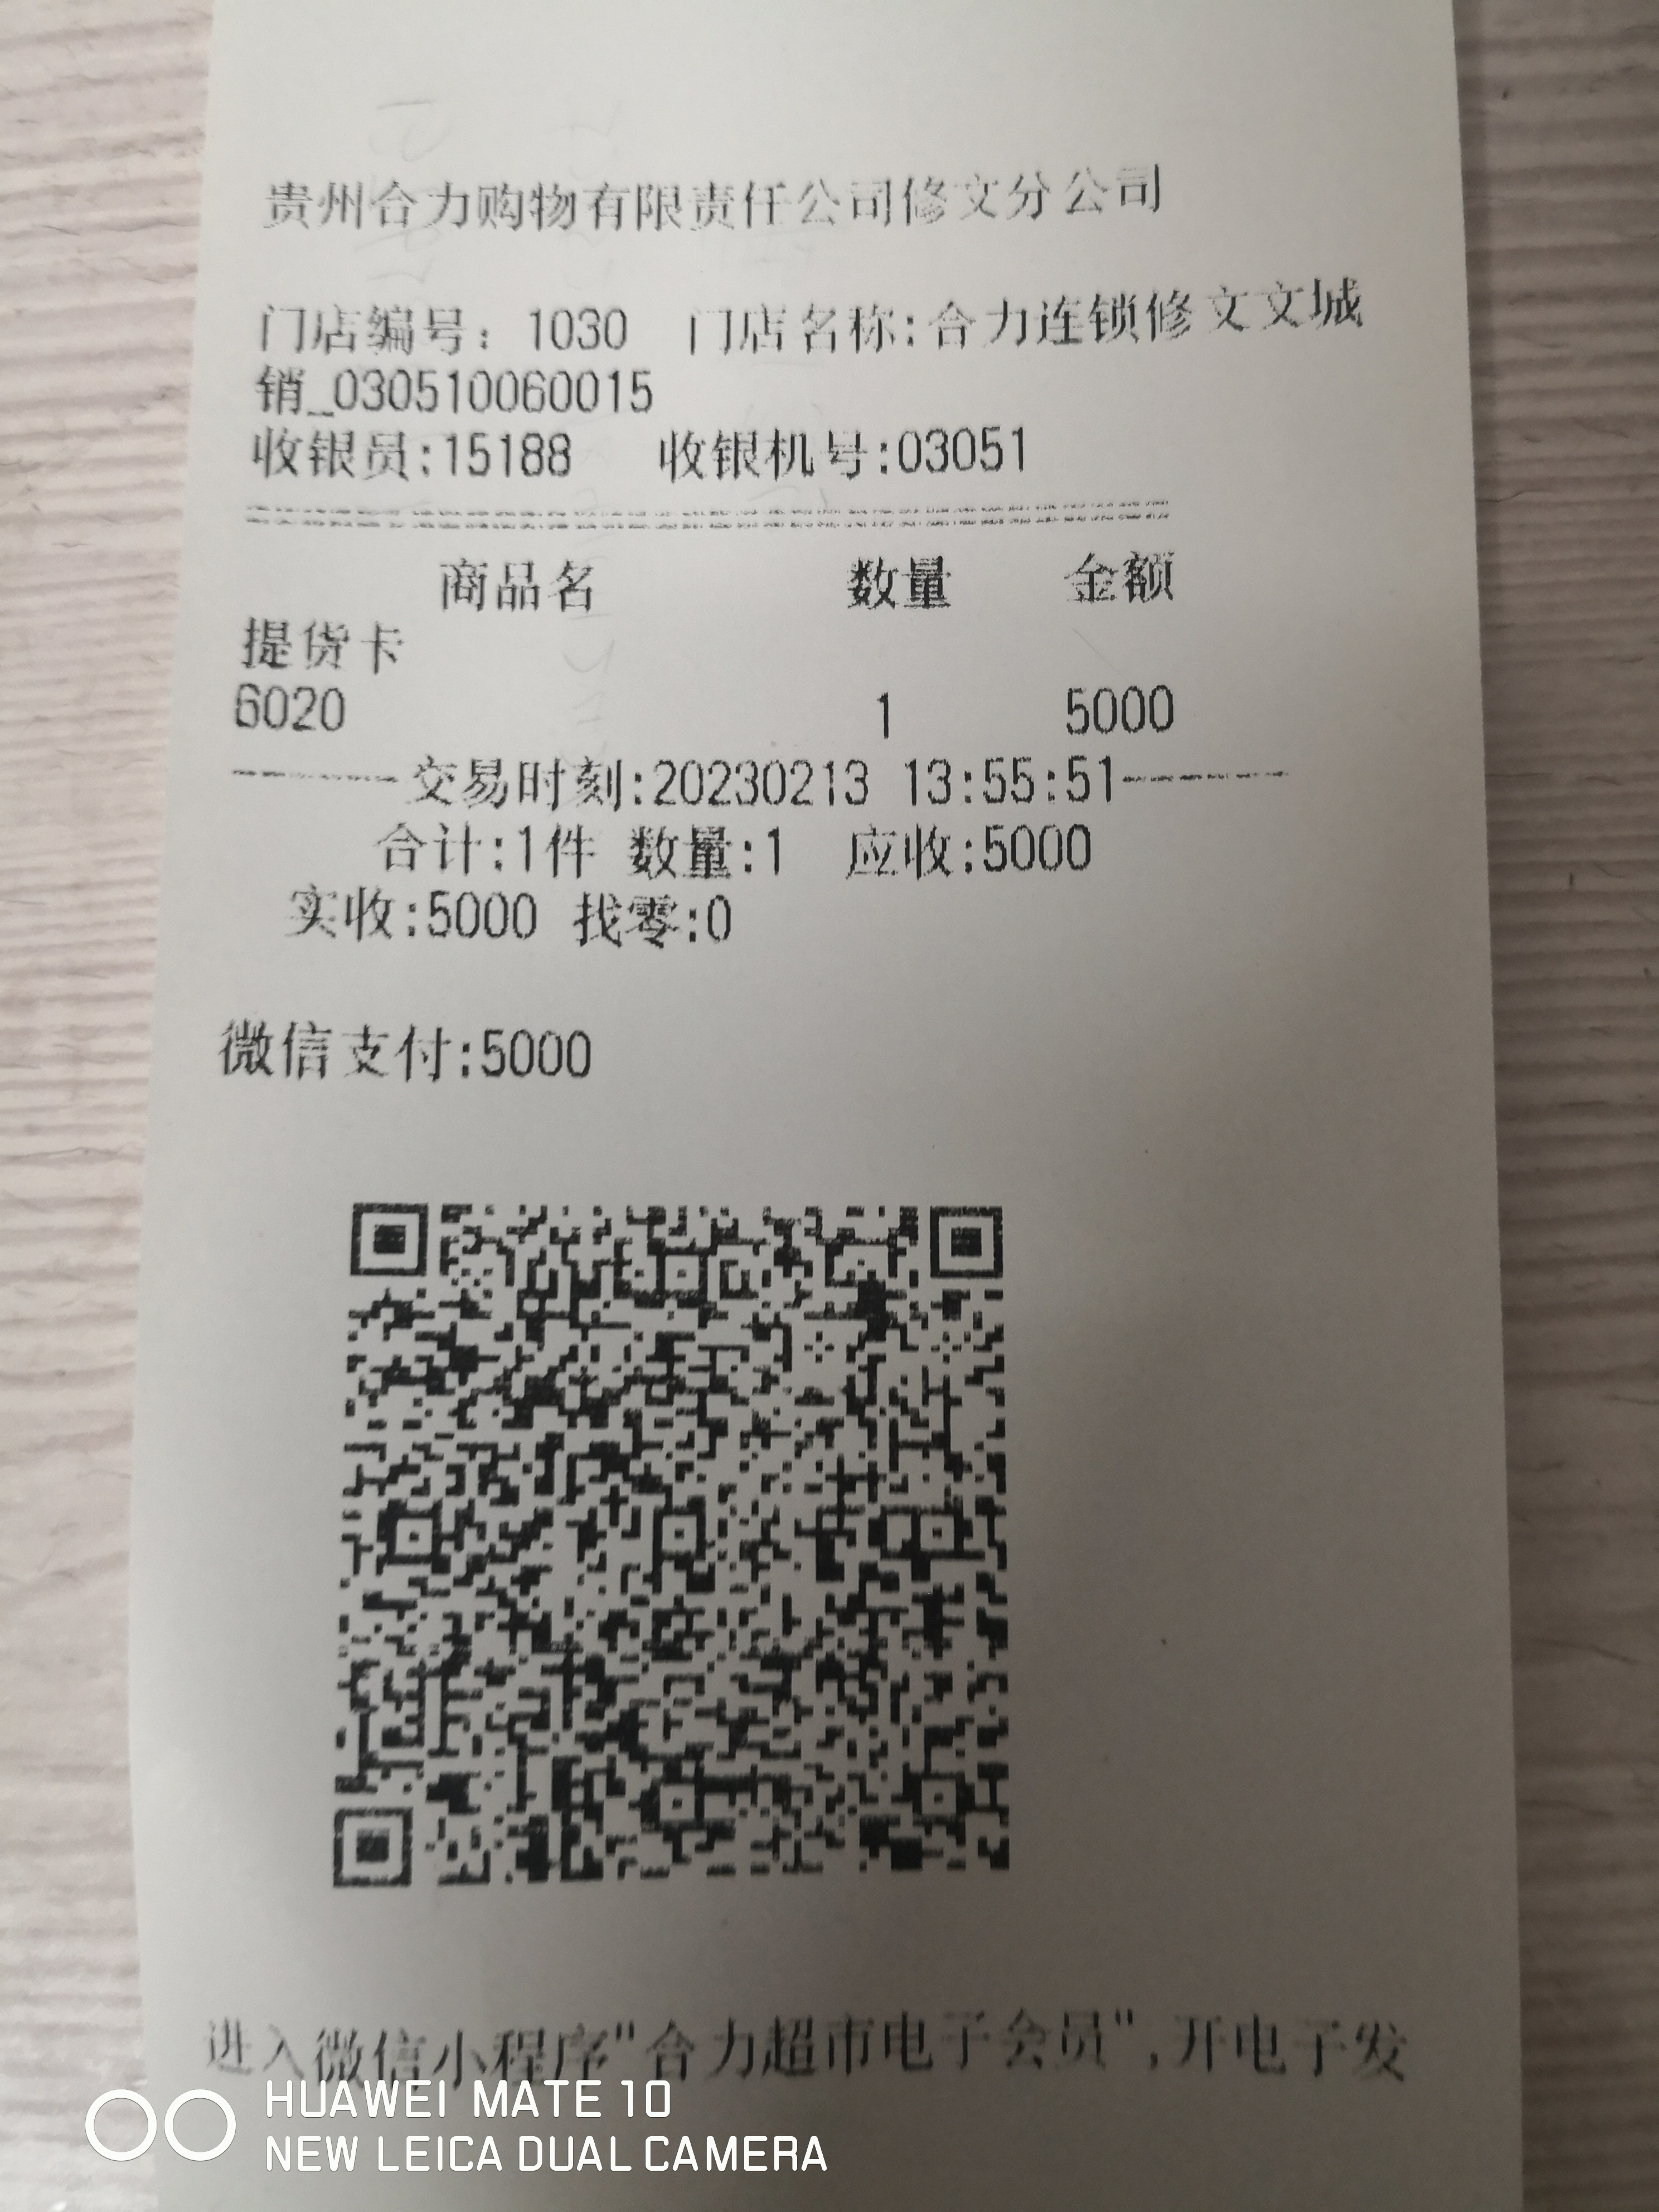 贵州合力购物有限责任公司修文分公司
门店编号：1030 门店名称:合力连锁修文文城
销_030510060015
收银员:15188 收银机号:03051
商品名 数量 金额
提货卡
6020 1 5000
------交易时刻:20230213 13:55:51------
合计:1件 数量:1 应收:5000
实收:5000 找零:0
微信支付:5000
进入微信小程序"合力超市电子会员",开电子发
HUAWEI MATE 10
NEW LEICA DUAL CAMERA